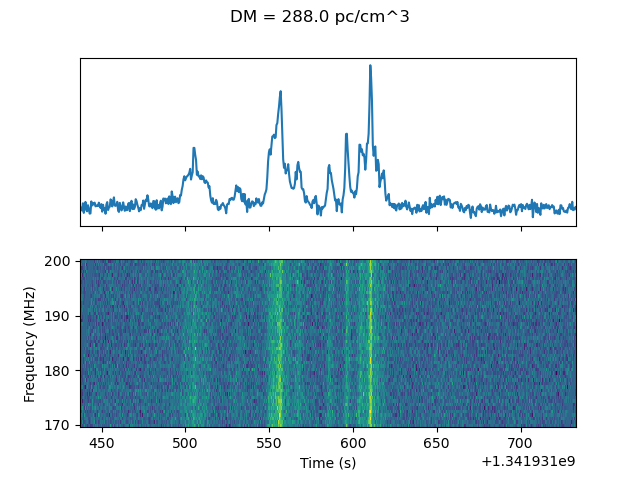 DM = 288.0 pc/cm^3
200
190
180
170
Frequency (MHz)
450 500 550 600 650 700
Time (s)
+1.341931e9